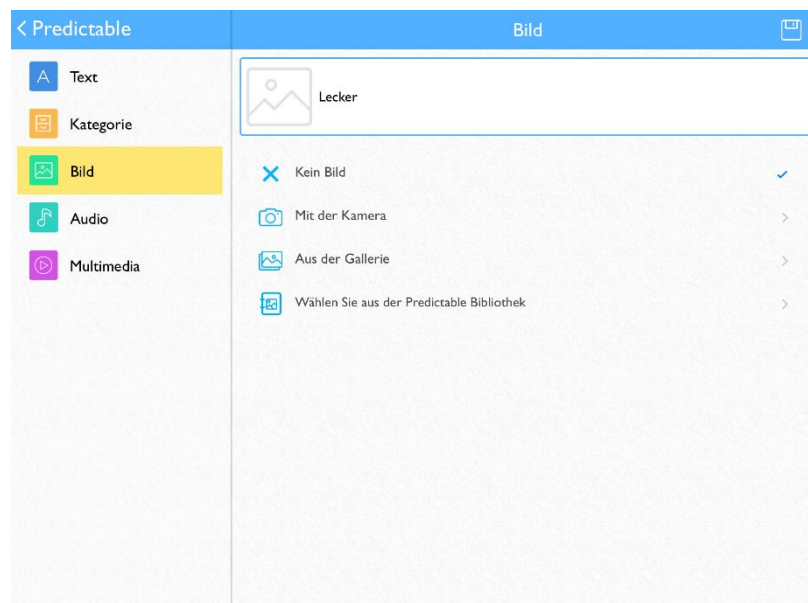 Predictable
Bild
Text
Kategorie
Bild
Audio
Multimedia
Lecker
Kein Bild
Mit der Kamera
Aus der Gallerie
Wählen Sie aus der Predictable Bibliothek